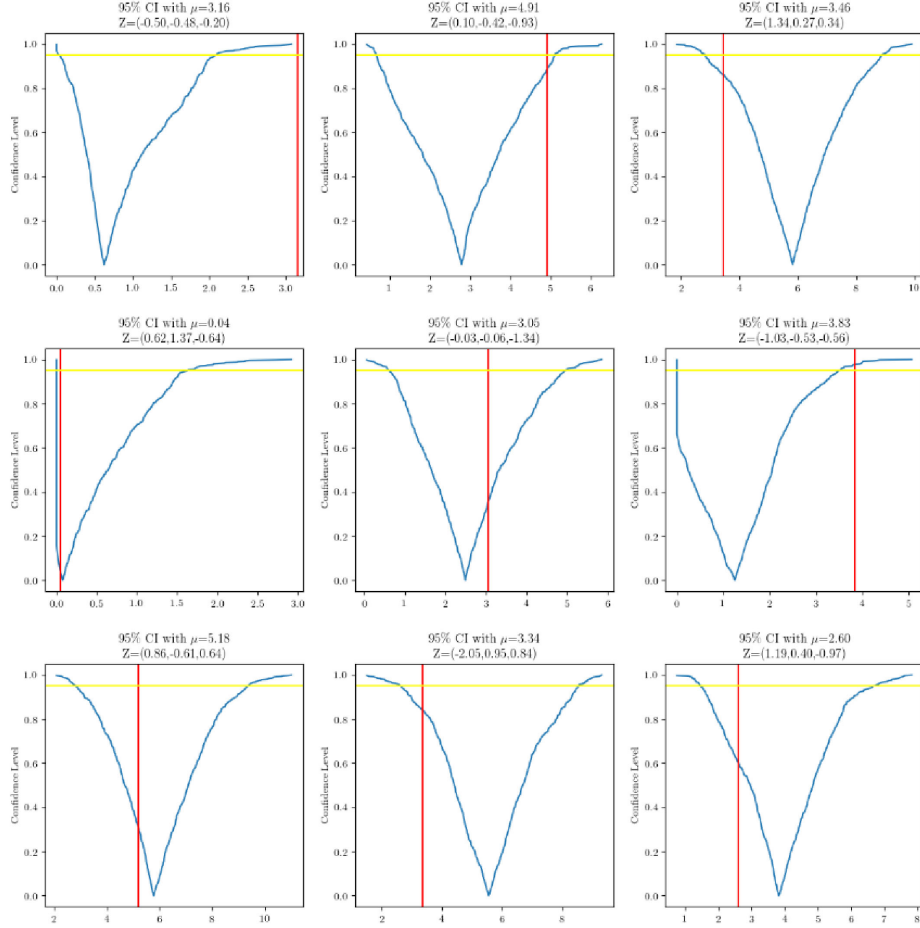 95% CI with μ=3.16
Z=(-0.50,-0.48,-0.20)
95% CI with μ=4.91
Z=(0.10,-0.42,-0.93)
95% CI with μ=3.46
Z=(1.34,0.27,0.34)
Confidence Level
1.0
0.8
0.6
0.4
0.2
0.0
0.0 0.5 1.0 1.5 2.0 2.5 3.0
Confidence Level
1.0
0.8
0.6
0.4
0.2
0.0
1 2 3 4 5 6
Confidence Level
1.0
0.8
0.6
0.4
0.2
0.0
2 4 6 8 10
95% CI with μ=0.04
Z=(0.62,1.37,-0.64)
95% CI with μ=3.05
Z=(-0.03,-0.06,-1.34)
95% CI with μ=3.83
Z=(-1.03,-0.53,-0.56)
Confidence Level
1.0
0.8
0.6
0.4
0.2
0.0
0.0 0.5 1.0 1.5 2.0 2.5 3.0
Confidence Level
1.0
0.8
0.6
0.4
0.2
0.0
0 1 2 3 4 5 6
Confidence Level
1.0
0.8
0.6
0.4
0.2
0.0
0 1 2 3 4 5
95% CI with μ=5.18
Z=(0.86,-0.61,0.64)
95% CI with μ=3.34
Z=(-2.05,0.95,0.84)
95% CI with μ=2.60
Z=(1.19,0.40,-0.97)
Confidence Level
1.0
0.8
0.6
0.4
0.2
0.0
2 4 6 8 10
Confidence Level
1.0
0.8
0.6
0.4
0.2
0.0
2 4 6 8
Confidence Level
1.0
0.8
0.6
0.4
0.2
0.0
1 2 3 4 5 6 7 8